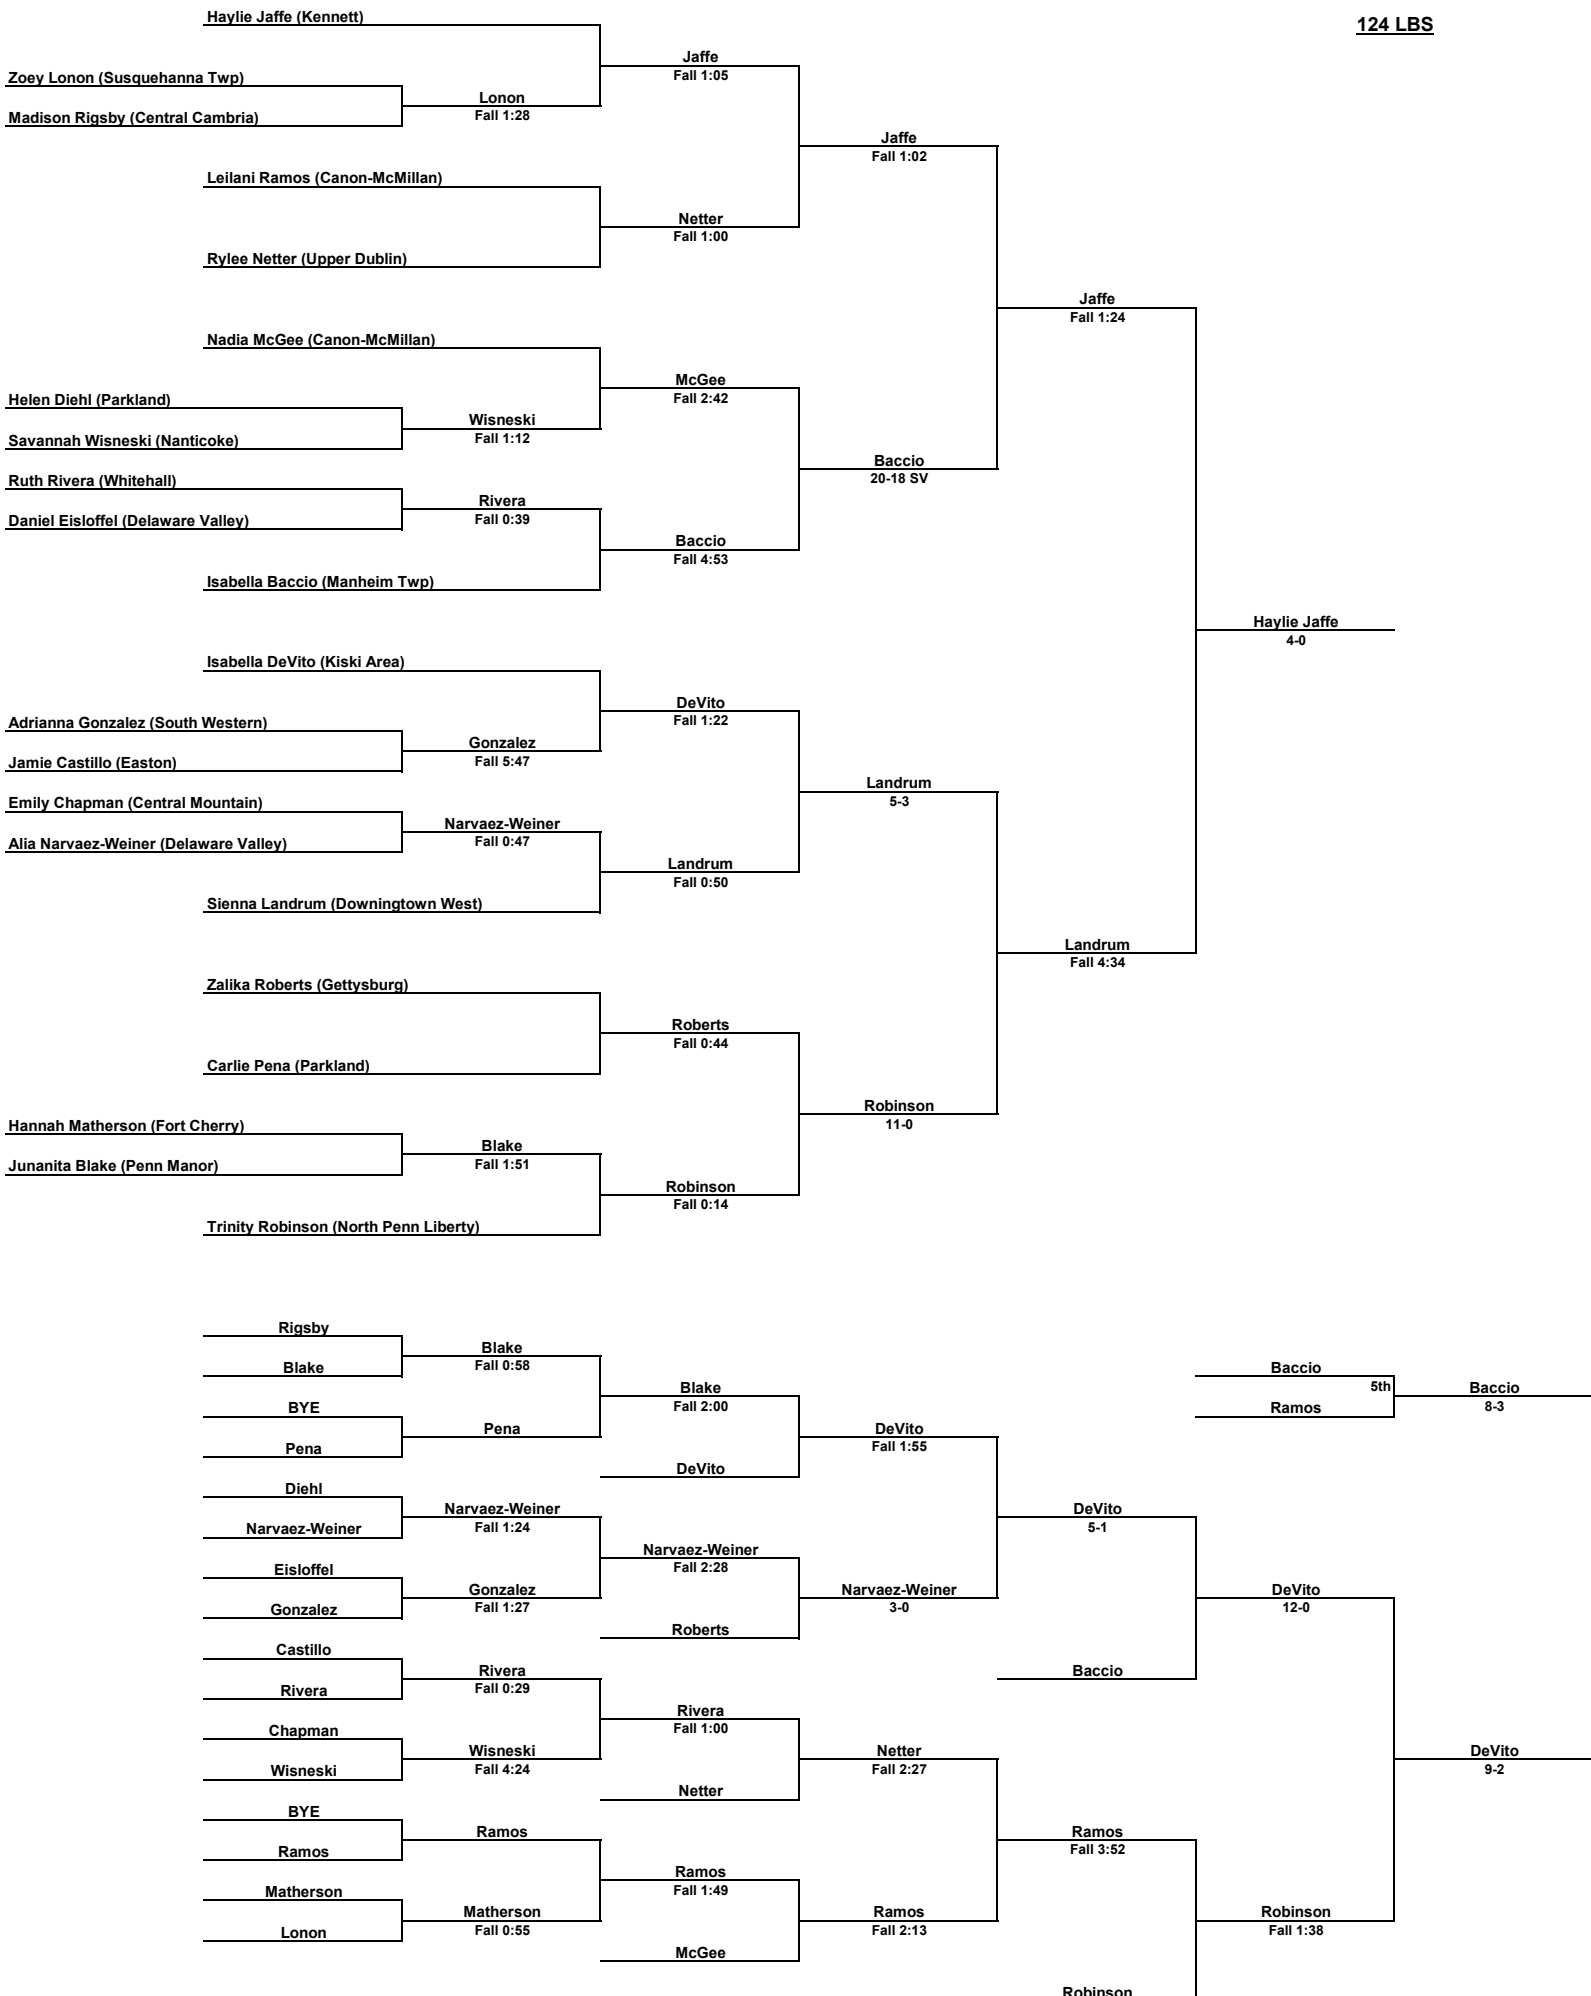 Haylie Jaffe (Kennett)
124 LBS
Jaffe
Fall 1:05
Zoey Lonon (Susquehanna Twp)
Lonon
Fall 1:28
Madison Rigsby (Central Cambria)
Jaffe
Fall 1:02
Leilani Ramos (Canon-McMillan)
Netter
Fall 1:00
Rylee Netter (Upper Dublin)
Jaffe
Fall 1:24
Nadia McGee (Canon-McMillan)
McGee
Fall 2:42
Helen Diehl (Parkland)
Wisneski
Fall 1:12
Savannah Wisneski (Nanticoke)
Baccio
20-18 SV
Ruth Rivera (Whitehall)
Rivera
Fall 0:39
Daniel Eisloffel (Delaware Valley)
Baccio
Fall 4:53
Isabella Baccio (Manheim Twp)
Haylie Jaffe
4-0
Isabella DeVito (Kiski Area)
DeVito
Fall 1:22
Adrianna Gonzalez (South Western)
Gonzalez
Fall 5:47
Jamie Castillo (Easton)
Landrum
5-3
Emily Chapman (Central Mountain)
Narvaez-Weiner
Fall 0:47
Alia Narvaez-Weiner (Delaware Valley)
Landrum
Fall 0:50
Sienna Landrum (Downingtown West)
Landrum
Fall 4:34
Zalika Roberts (Gettysburg)
Roberts
Fall 0:44
Carlie Pena (Parkland)
Robinson
11-0
Hannah Matherson (Fort Cherry)
Blake
Fall 1:51
Junanita Blake (Penn Manor)
Robinson
Fall 0:14
Trinity Robinson (North Penn Liberty)
Rigsby
Blake
Fall 0:58
Blake
Baccio
5th
Baccio
8-3
Ramos
Blake
Fall 2:00
BYE
Pena
Pena
DeVito
Fall 1:55
DeVito
Diehl
Narvaez-Weiner
Fall 1:24
Narvaez-Weiner
DeVito
5-1
Narvaez-Weiner
Fall 2:28
Eisloffel
Gonzalez
Fall 1:27
Gonzalez
Narvaez-Weiner
3-0
DeVito
12-0
Roberts
Castillo
Rivera
Fall 0:29
Rivera
Baccio
Rivera
Fall 1:00
Chapman
Wisneski
Fall 4:24
Wisneski
Netter
Fall 2:27
DeVito
9-2
Netter
BYE
Ramos
Ramos
Ramos
Fall 3:52
Ramos
Fall 1:49
Matherson
Matherson
Fall 0:55
Lonon
Ramos
Fall 2:13
Robinson
Fall 1:38
McGee
Robinson